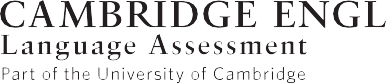 CAMBRIDGE ENGL
Language Assessment
Part of the University of Cambridge